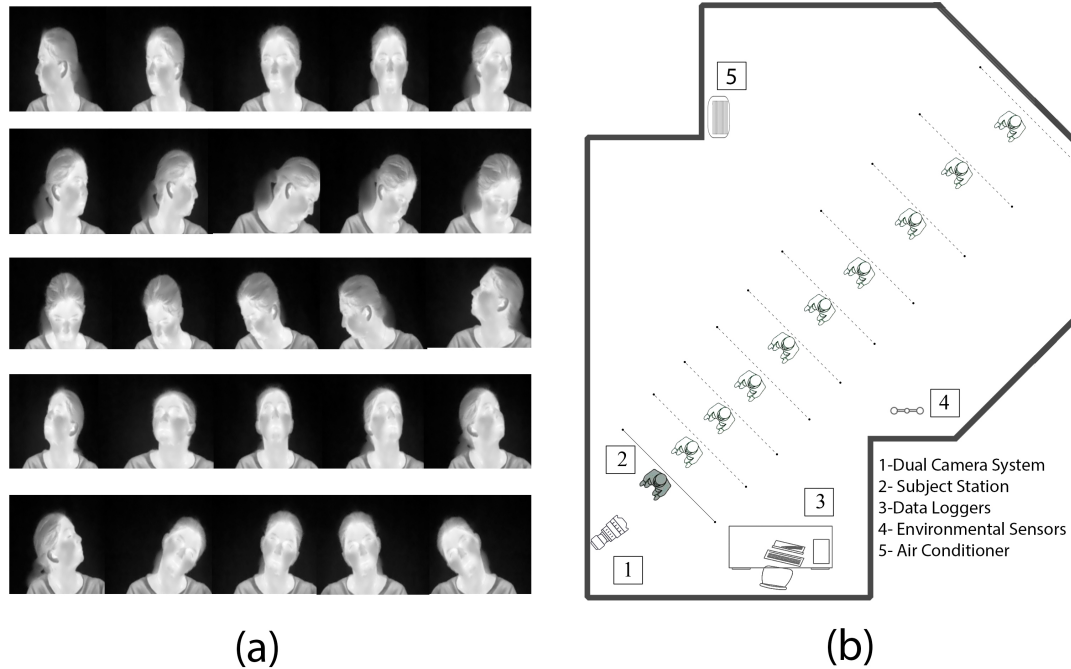 5
4
2
3
1
1-Dual Camera System
2- Subject Station
3-Data Loggers
4- Environmental Sensors
5- Air Conditioner
(a)
(b)